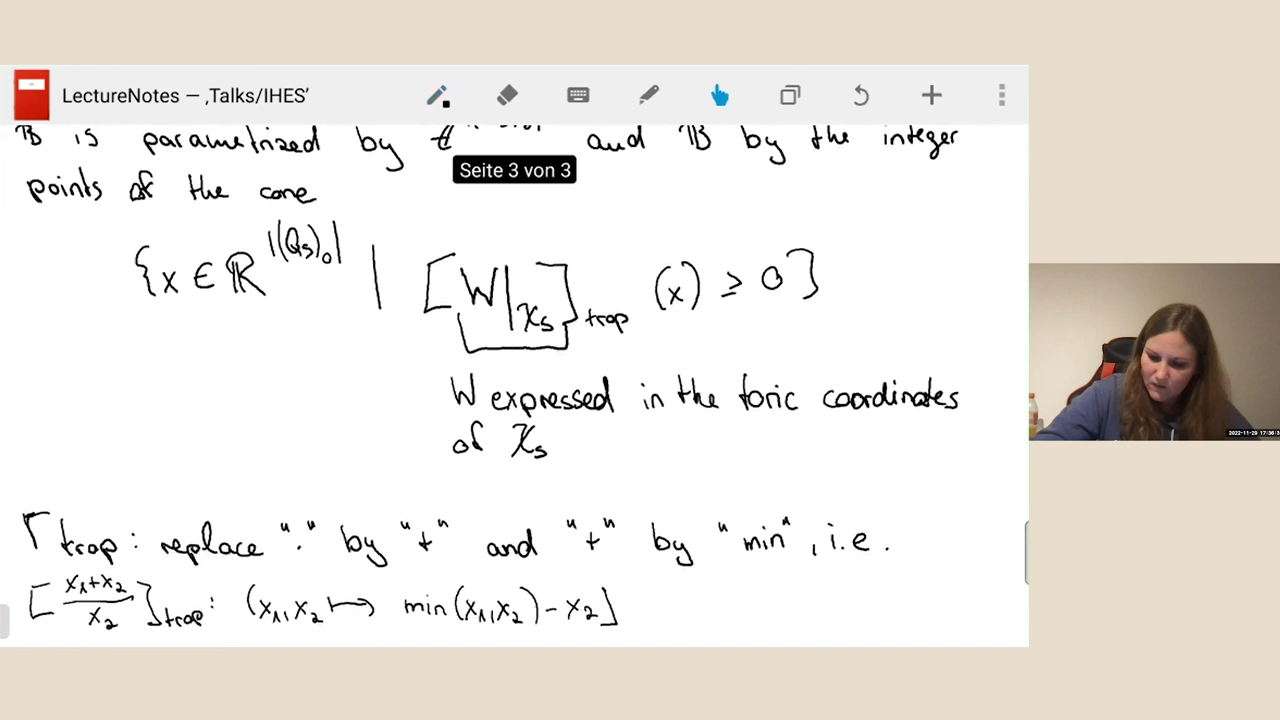 LectureNotes — ‚Talks/IHES‘
B is parametrized by and B by the integer
Seite 3 von 3
points of the cone
{x ∈ ℝ^|(Q_s)_0| | [W|_X_s]_trop (x) ≥ 0}
W expressed in the toric coordinates
of X_s
⌈trop: replace "·" by "+" and "+" by "min", i.e.
[(x_1+x_2)/x_2]_trop: (x_1,x_2 ↦ min(x_1,x_2) - x_2]